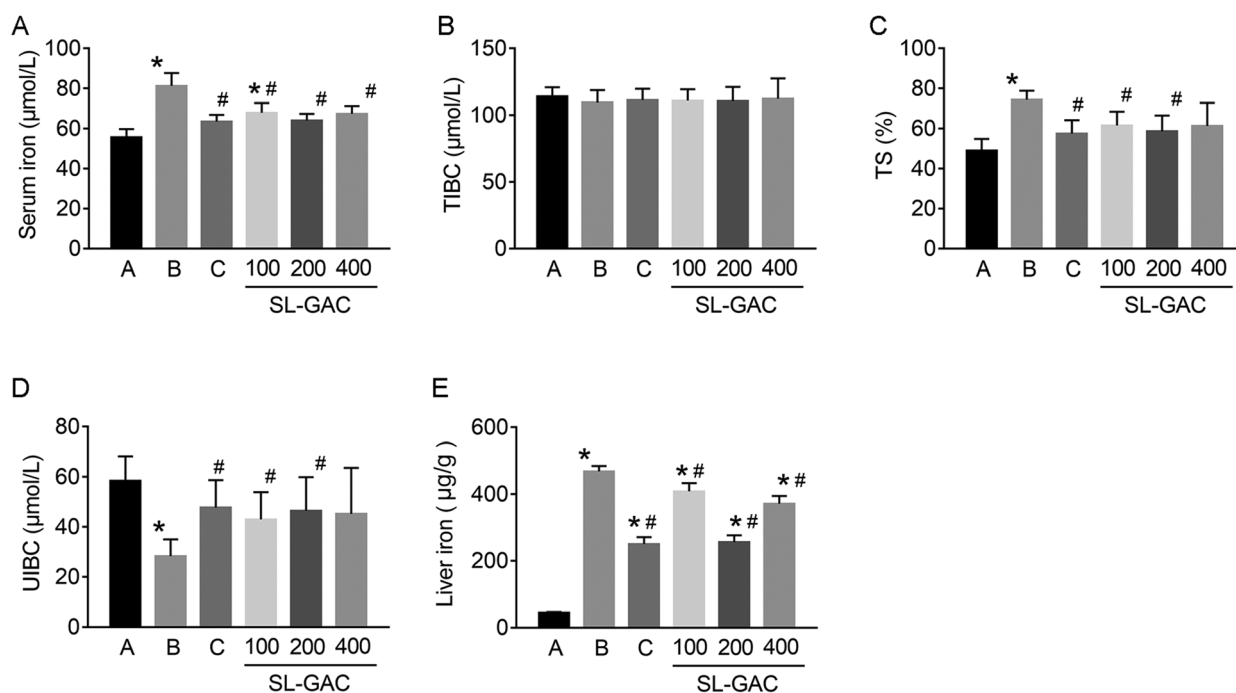 A
Serum iron (μmol/L)
100
80
60
40
20
0
*
#
* #
#
#
A B C 100 200 400
SL-GAC
B
TIBC (μmol/L)
150
100
50
0
A B C 100 200 400
SL-GAC
C
TS (%)
100
80
60
40
20
0
*
#
#
#
A B C 100 200 400
SL-GAC
D
UIBC (μmol/L)
80
60
40
20
0
*
#
#
#
A B C 100 200 400
SL-GAC
E
Liver iron ( μg/g )
600
400
200
0
*
* #
* #
* #
* #
A B C 100 200 400
SL-GAC